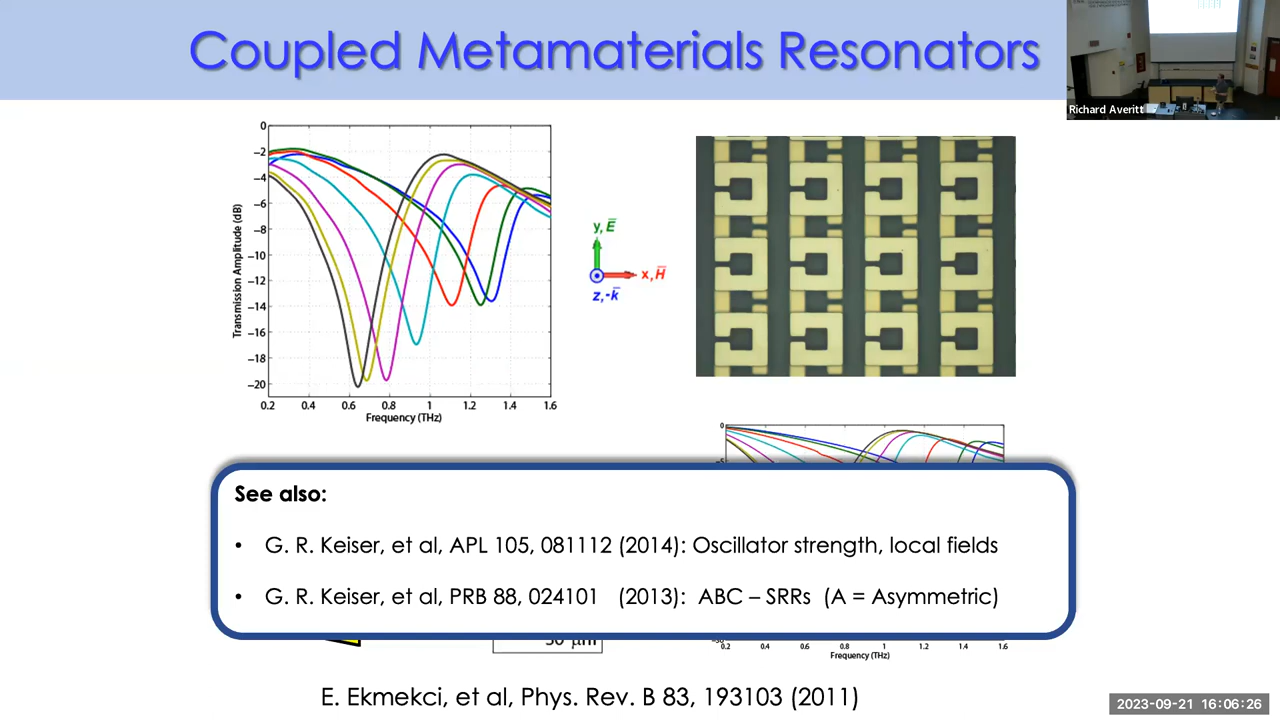 Coupled Metamaterials Resonators
Richard Averitt
0
−2
−4
−6
−8
−10
−12
−14
−16
−18
−20
Transmission Amplitude (dB)
0.2 0.4 0.6 0.8 1 1.2 1.4 1.6
Frequency (THz)
y, E̅
x, H̅
z, -k̅
0
See also:
• G. R. Keiser, et al, APL 105, 081112 (2014): Oscillator strength, local fields
• G. R. Keiser, et al, PRB 88, 024101 (2013): ABC – SRRs (A = Asymmetric)
0.2 0.4 0.6 0.8 1 1.2 1.4 1.6
Frequency (THz)
E. Ekmekci, et al, Phys. Rev. B 83, 193103 (2011)
2023-09-21 16:06:26